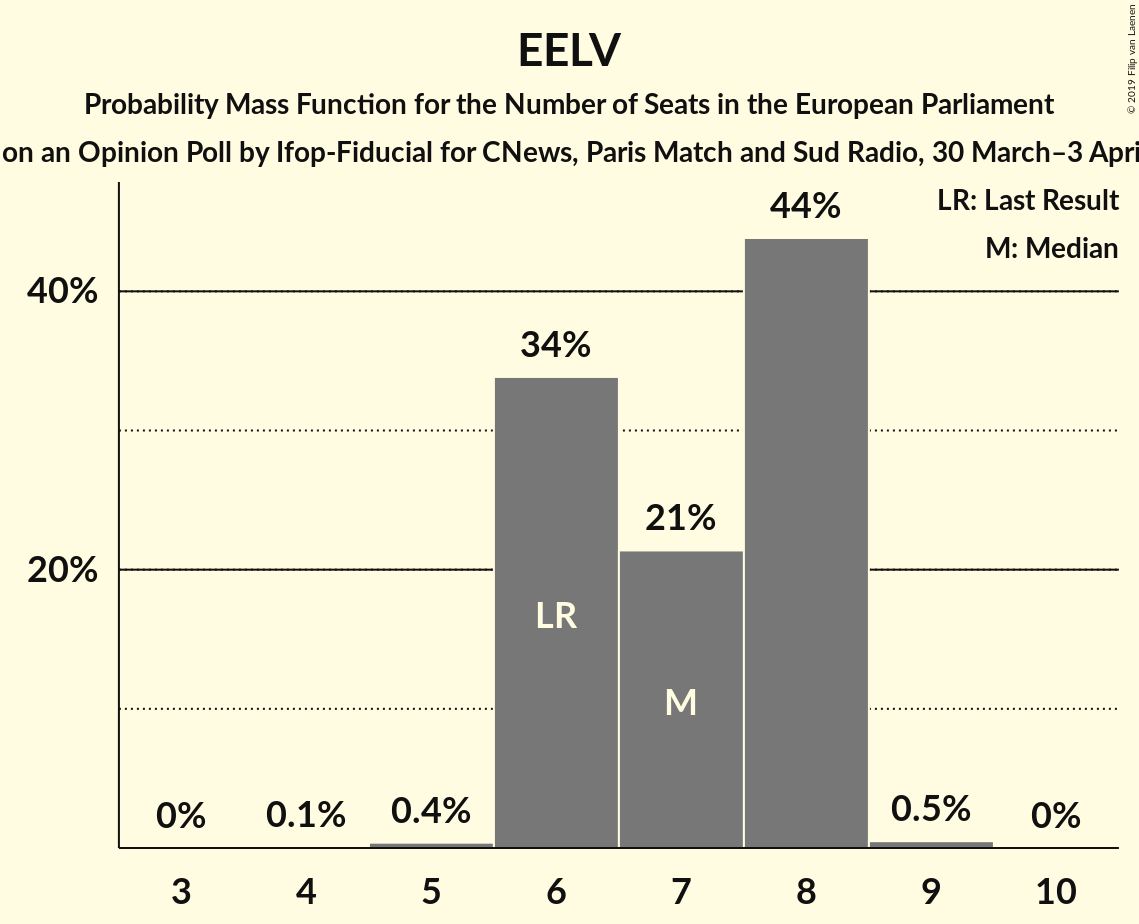 EELV
Probability Mass Function for the Number of Seats in the European Parliament
on an Opinion Poll by Ifop-Fiducial for CNews, Paris Match and Sud Radio, 30 March–3 Apri
© 2019 Filip van Laenen
LR: Last Result
M: Median
44%
40%
34%
21%
20%
LR
M
0%
0.1%
0.4%
0.5%
0%
3
4
5
6
7
8
9
10